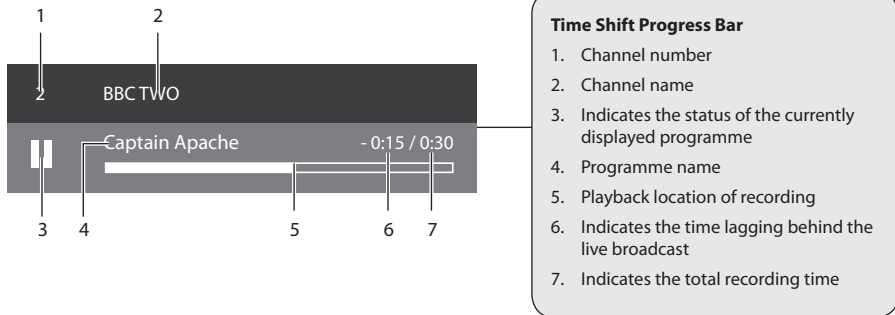 1 2
2 BBC TWO
Captain Apache - 0:15 / 0:30
3 4 5 6 7
Time Shift Progress Bar
1. Channel number
2. Channel name
3. Indicates the status of the currently
displayed programme
4. Programme name
5. Playback location of recording
6. Indicates the time lagging behind the
live broadcast
7. Indicates the total recording time